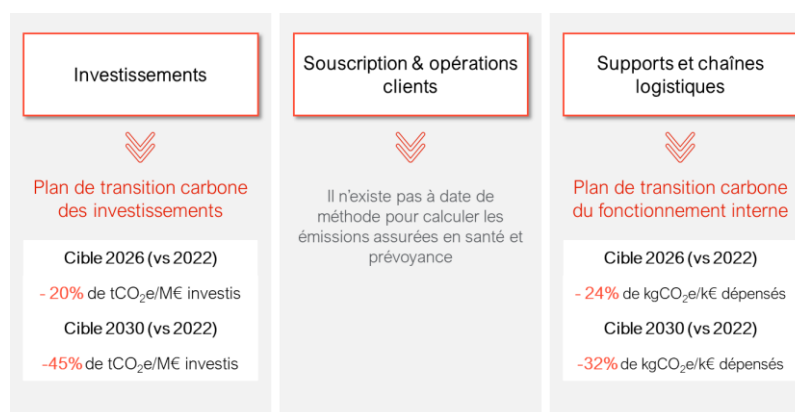 Investissements
Plan de transition carbone
des investissements
Cible 2026 (vs 2022)
- 20% de tCO₂e/M€ investis
Cible 2030 (vs 2022)
-45% de tCO₂e/M€ investis
Souscription & opérations
clients
Il n'existe pas à date de
méthode pour calculer les
émissions assurées en santé et
prévoyance
Supports et chaînes
logistiques
Plan de transition carbone
du fonctionnement interne
Cible 2026 (vs 2022)
- 24% de kgCO₂e/k€ dépensés
Cible 2030 (vs 2022)
-32% de kgCO₂e/k€ dépensés